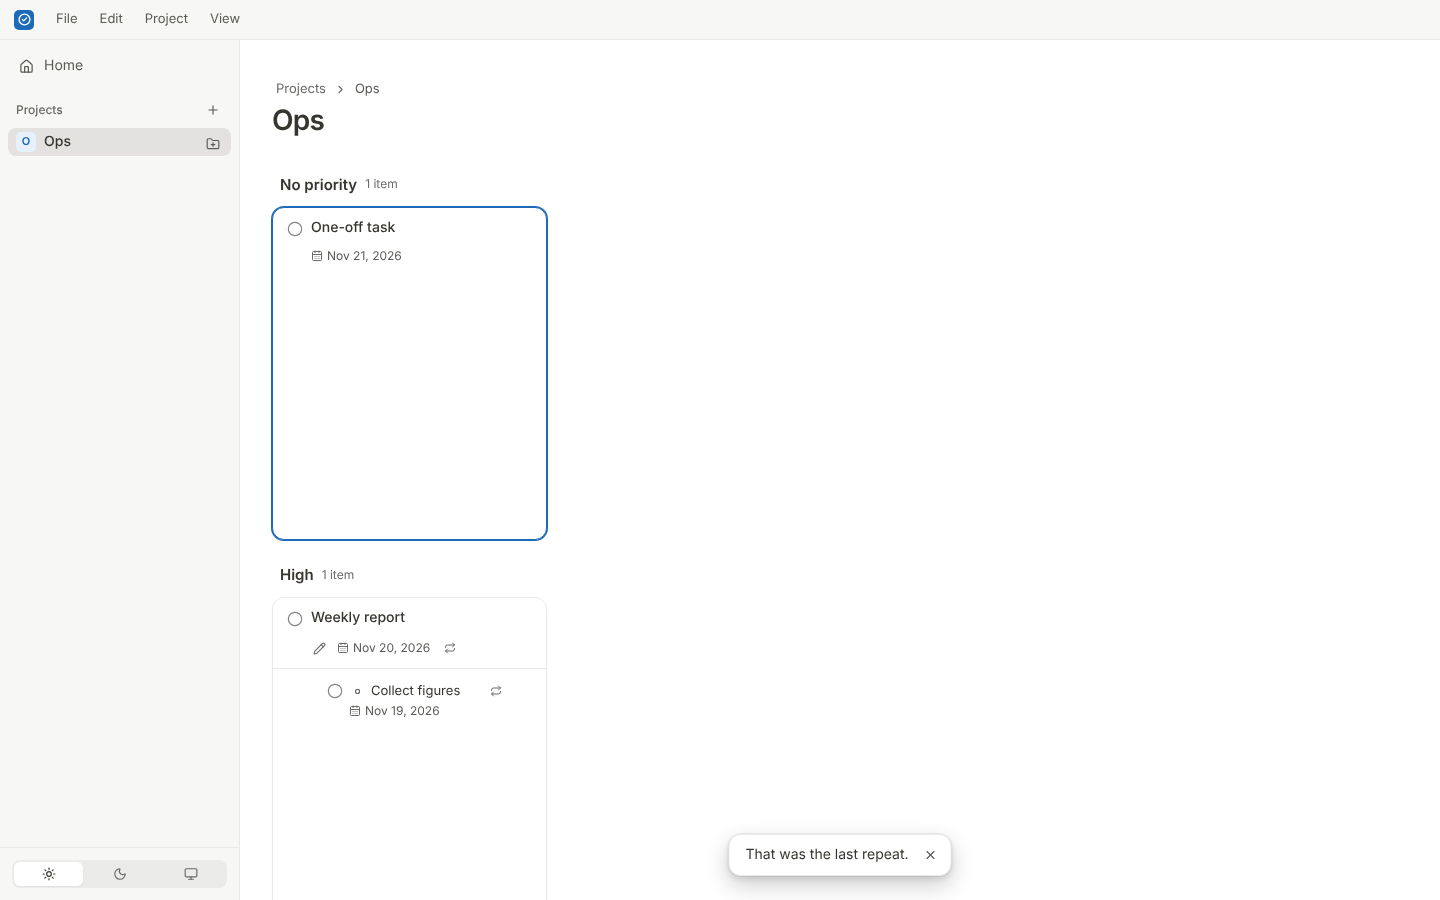 File Edit Project View
Home
Projects
O Ops
Projects > Ops
Ops
No priority 1 item
One-off task
Nov 21, 2026
High 1 item
Weekly report
Nov 20, 2026
Collect figures
Nov 19, 2026
That was the last repeat.